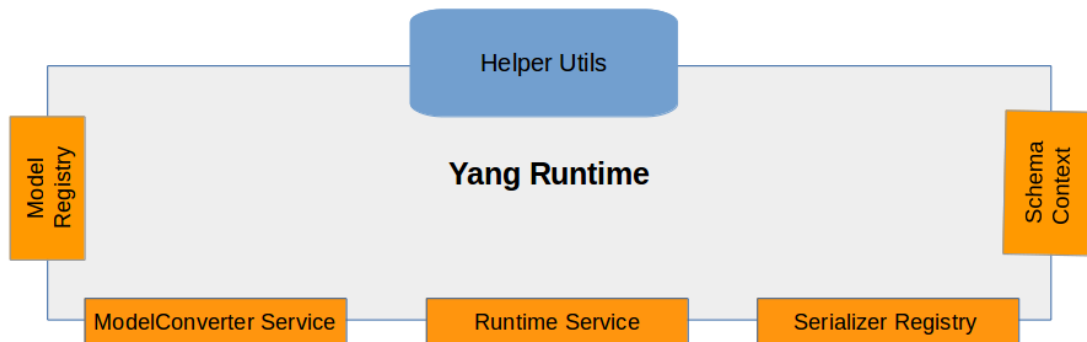 Helper Utils
Yang Runtime
Model
Registry
Schema
Context
ModelConverter Service
Runtime Service
Serializer Registry